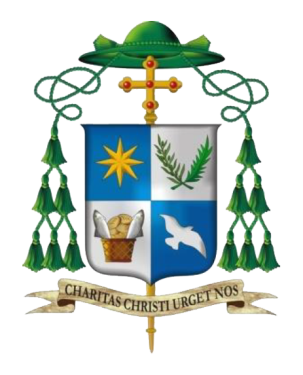 CHARITAS CHRISTI URGET NOS